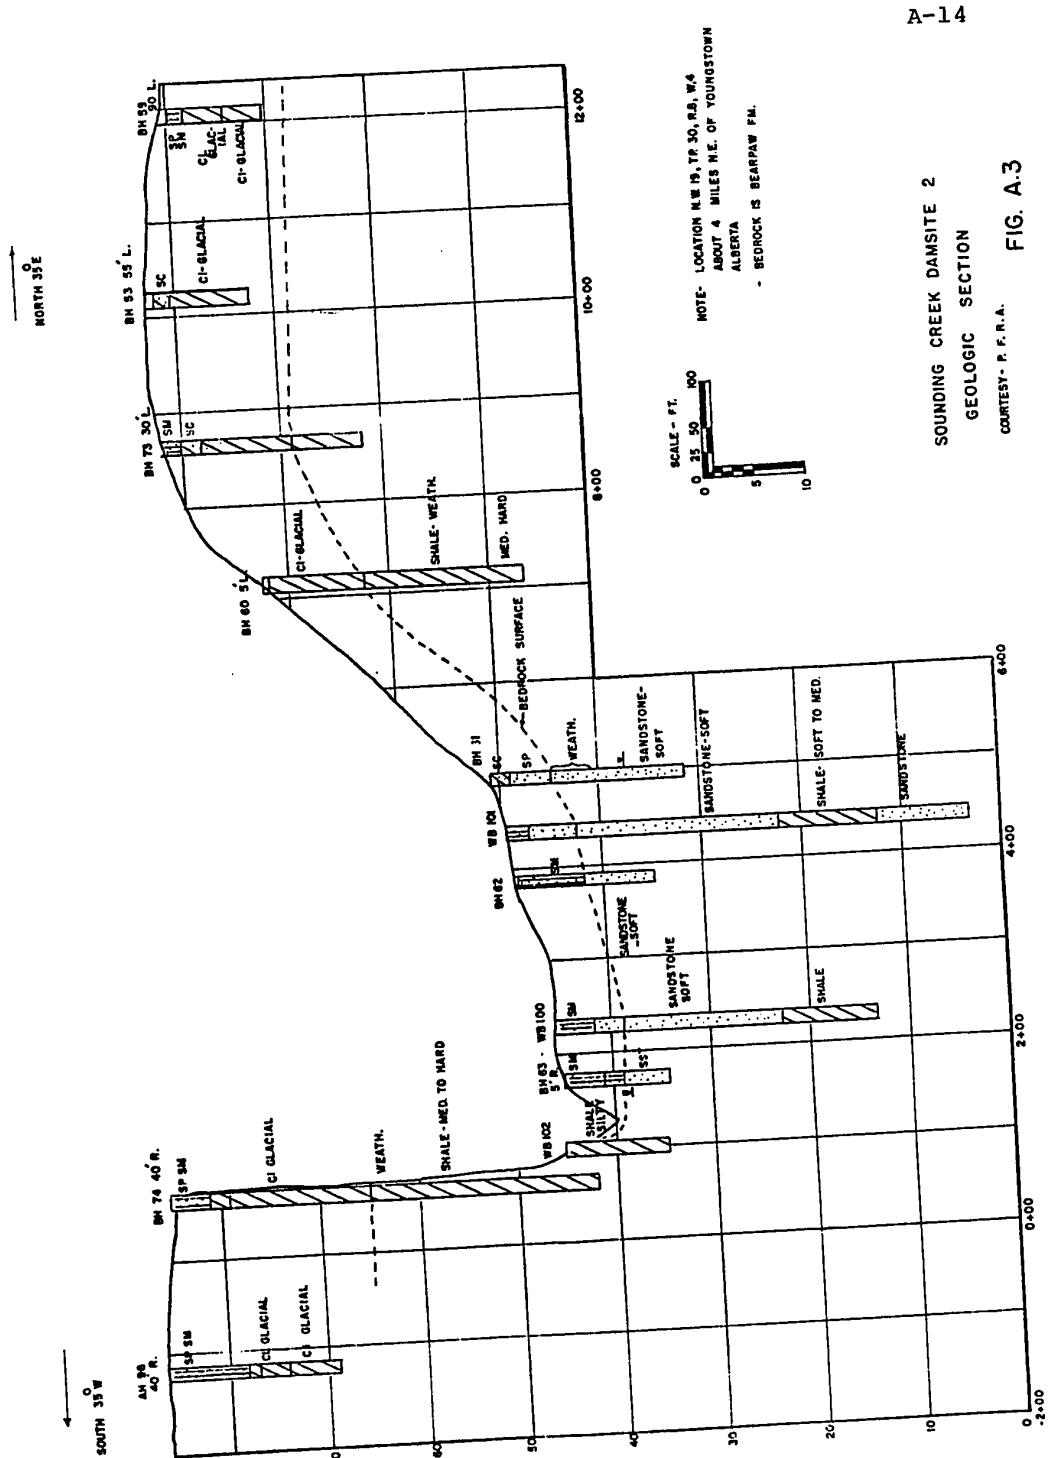 A-14
SOUTH 35° W
NORTH 35° E
AH 98
40' R.
SP SM
CI GLACIAL
CI GLACIAL
BH 74 40' R.
SP SM
CI GLACIAL
WEATH.
SHALE-MED. TO HARD
WB 102
SHALE
SILTY
BH 63 - WB 100
5' R.
SM
SS
SM
SANDSTONE
SOFT
SHALE
SANDSTONE
-SOFT
BH 62
SM
WB 101
SANDSTONE-SOFT
SHALE- SOFT TO MED.
SANDSTONE
BH 31
SC
SP
WEATH.
SANDSTONE-
SOFT
BEDROCK SURFACE
BH 60 5' L.
CI-GLACIAL
SHALE-WEATH.
MED. HARD
BH 73 30' L.
SM
SC
BH 53 55' L.
SC
CI-GLACIAL
BH 59
90 L.
SP
SM
CL
GLAC-
IAL
CI-GLACIAL
60
50
40
30
20
10
0
-2+00
0+00
2+00
4+00
6+00
8+00
10+00
12+00
SCALE - FT.
0 25 50 100
0
5
10
NOTE- LOCATION N.W. 19, TP. 30, R.8, W.4
ABOUT 4 MILES N.E. OF YOUNGSTOWN
ALBERTA
- BEDROCK IS BEARPAW FM.
SOUNDING CREEK DAMSITE 2
GEOLOGIC SECTION
COURTESY- P. F. R. A.
FIG. A.3